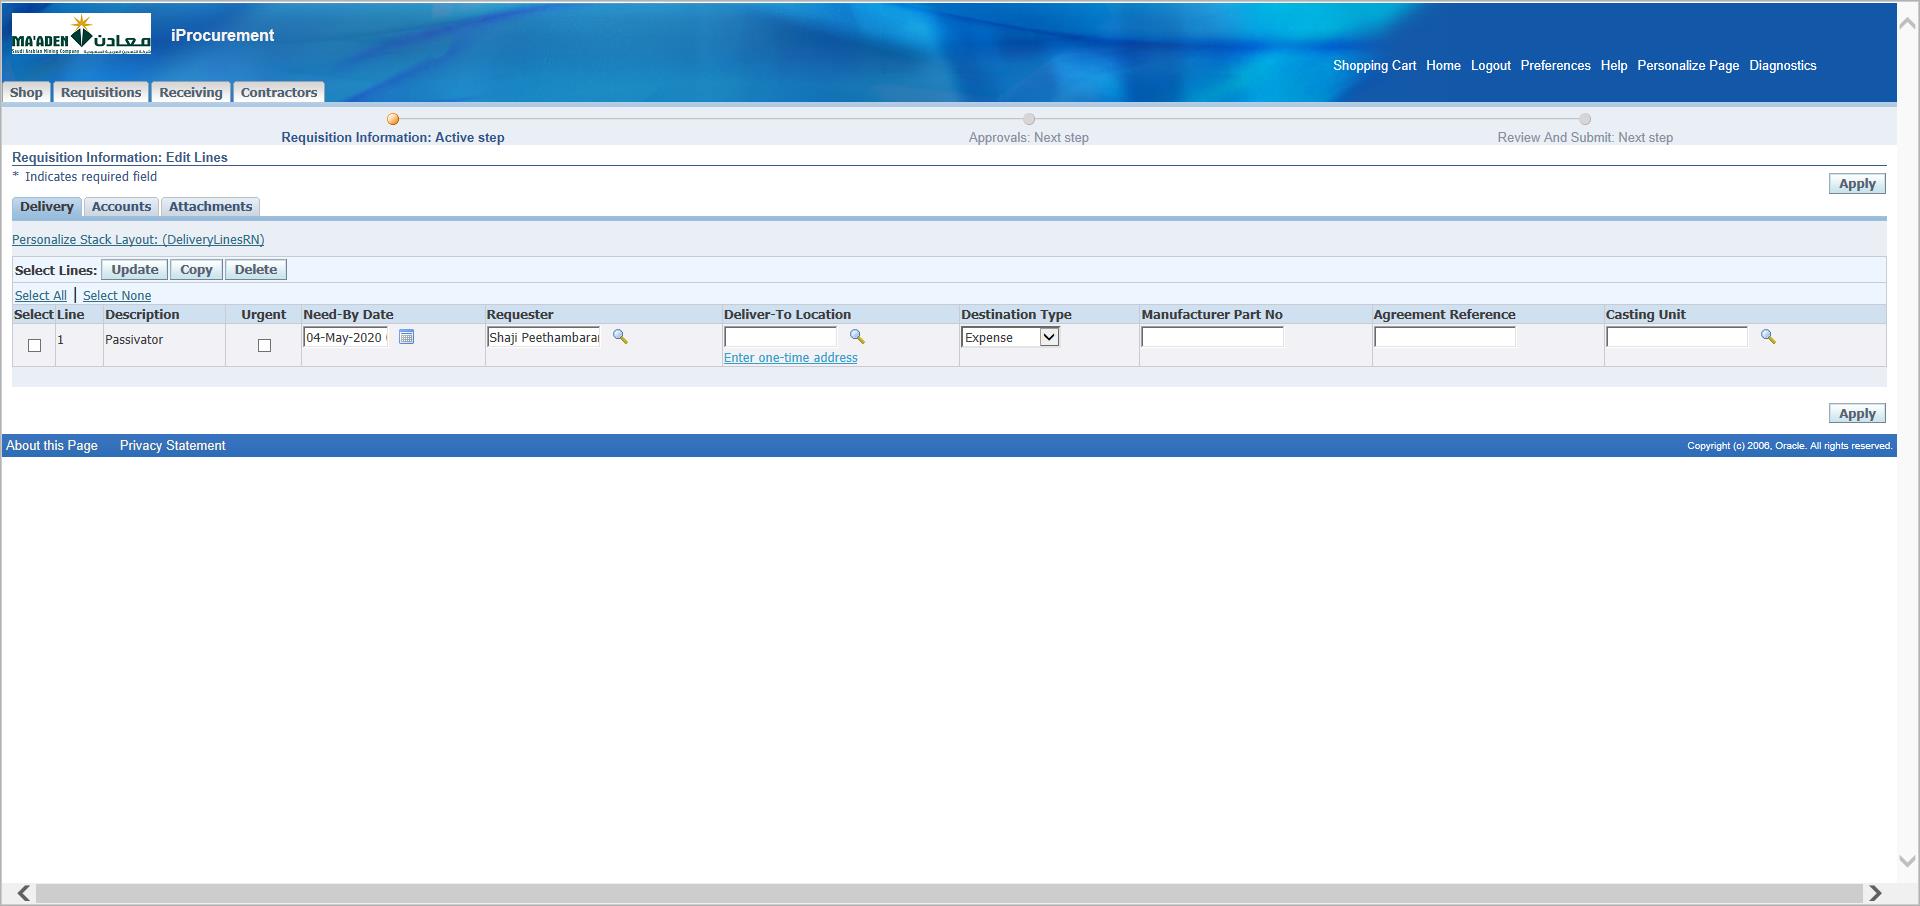 MA'ADEN معادن
Saudi Arabian Mining Company
iProcurement
Shopping Cart Home Logout Preferences Help Personalize Page Diagnostics
Shop Requisitions Receiving Contractors
Requisition Information: Active step Approvals: Next step Review And Submit: Next step
Requisition Information: Edit Lines
* Indicates required field
Apply
Delivery Accounts Attachments
Personalize Stack Layout: (DeliveryLinesRN)
Select Lines: Update Copy Delete
Select All | Select None
Select Line Description Urgent Need-By Date Requester Deliver-To Location Destination Type Manufacturer Part No Agreement Reference Casting Unit
1 Passivator 04-May-2020 Shaji Peethambaran Expense
Enter one-time address
Apply
About this Page Privacy Statement Copyright (c) 2006, Oracle. All rights reserved.